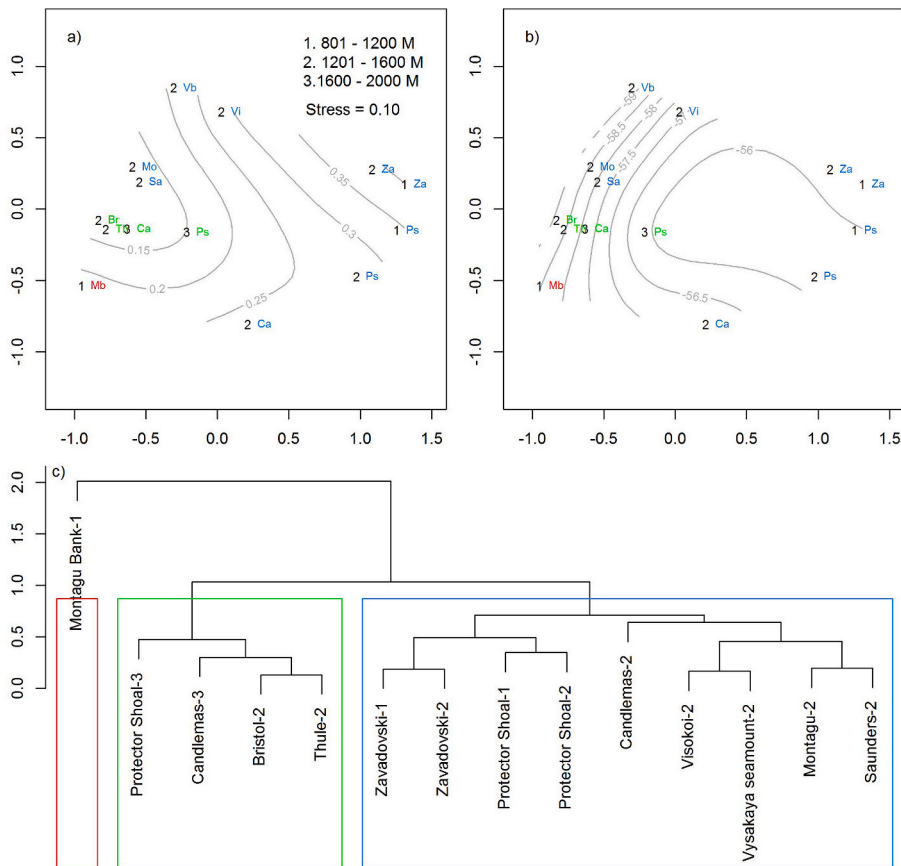 a)
1. 801 - 1200 M
2. 1201 - 1600 M
3.1600 - 2000 M
Stress = 0.10
1.0
0.5
0.0
-0.5
-1.0
2 Vb
2 Vi
2 Mo
2 Sa
2 Za
1 Za
0.35
2 Br
2 Th
3 Ca
3 Ps
1 Ps
0.3
0.15
2 Ps
1 Mb
0.2
0.25
2 Ca
-1.0 -0.5 0.0 0.5 1.0 1.5
b)
1.0
0.5
0.0
-0.5
-1.0
2 Vb
-59
-58.5
-58
2 Vi
-57
-57.5
-56
2 Mo
2 Sa
2 Za
1 Za
2 Br
2 Th
3 Ca
3 Ps
1 Ps
2 Ps
1 Mb
-56.5
2 Ca
-1.0 -0.5 0.0 0.5 1.0 1.5
c)
2.0
1.5
1.0
0.5
0.0
Montagu Bank-1
Protector Shoal-3
Candlemas-3
Bristol-2
Thule-2
Zavadovski-1
Zavadovski-2
Protector Shoal-1
Protector Shoal-2
Candlemas-2
Visokoi-2
Vysakaya seamount-2
Montagu-2
Saunders-2